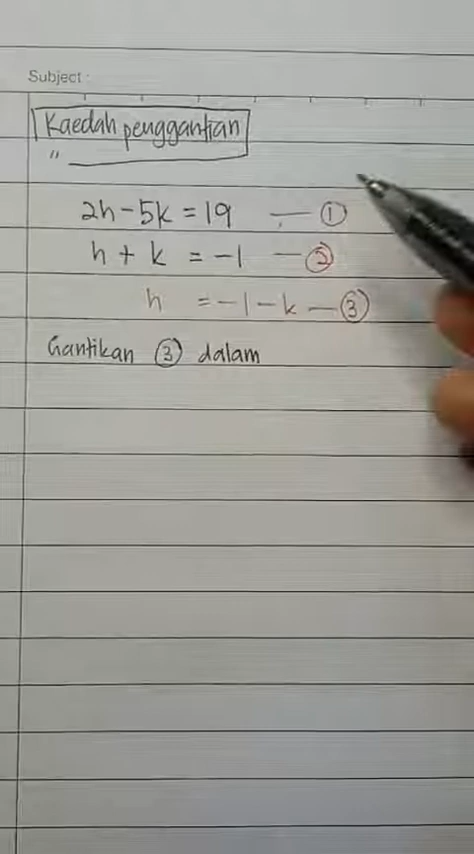 Subject :
Kaedah penggantian
"
2h - 5k = 19 — ①
h + k = -1 — ②
h = -1 - k — ③
Gantikan ③ dalam